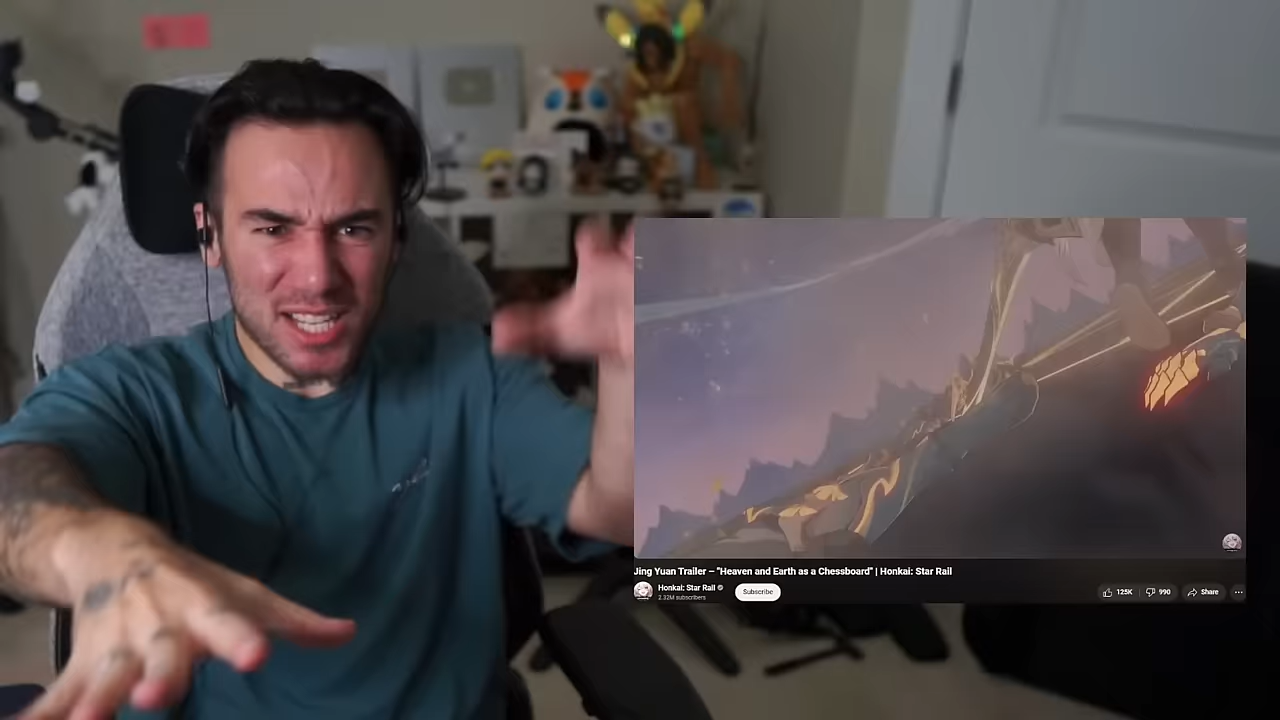 Jing Yuan Trailer – "Heaven and Earth as a Chessboard" | Honkai: Star Rail
Honkai: Star Rail
2.32M subscribers
Subscribe
125K
990
Share